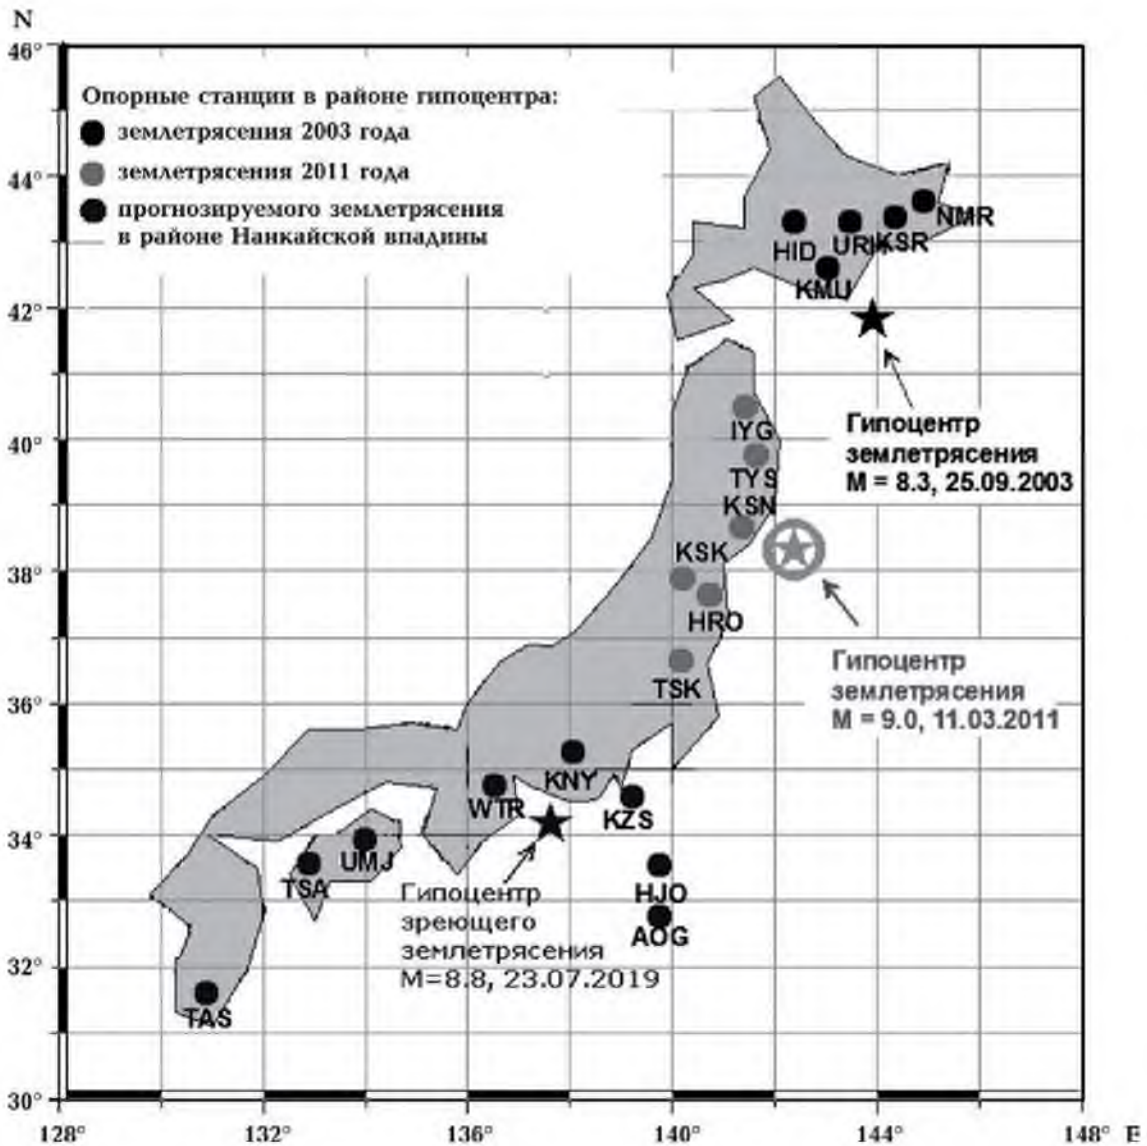 N
46°
Опорные станции в районе гипоцентра:
землетрясения 2003 года
44°
землетрясения 2011 года
прогнозируемого землетрясения
в районе Нанкайской впадины
NMR
HID
URH
KSR
KMU
42°
Гипоцентр
землетрясения
M = 8.3, 25.09.2003
IYG
40°
TYS
KSN
KSK
38°
HRO
Гипоцентр
землетрясения
M = 9.0, 11.03.2011
TSK
36°
KNY
WTR
KZS
34°
UMJ
TSA
HJO
AOG
Гипоцентр
зреющего
землетрясения
M=8.8, 23.07.2019
32°
TAS
30°
128° 132° 136° 140° 144° 148° E